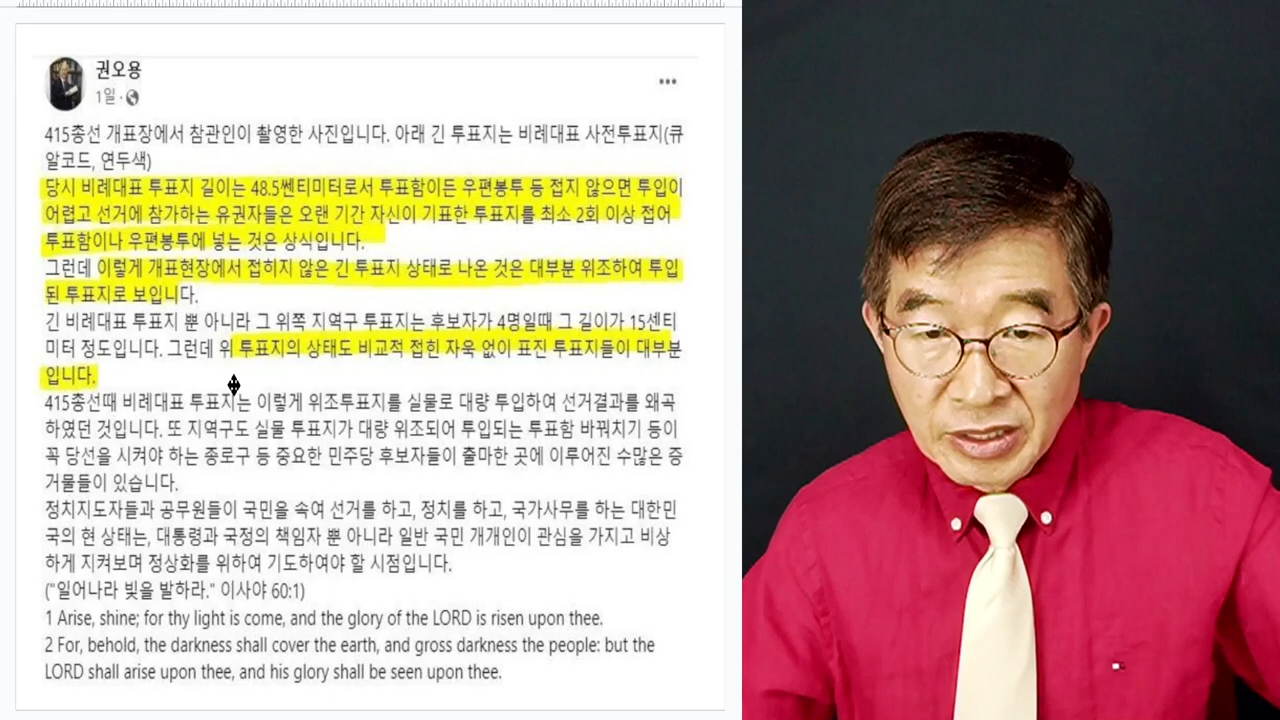 권오용
1일 ·
415총선 개표장에서 참관인이 촬영한 사진입니다. 아래 긴 투표지는 비례대표 사전투표지(큐
알코드, 연두색)
당시 비례대표 투표지 길이는 48.5쎈티미터로서 투표함이든 우편봉투 등 접지 않으면 투입이
어렵고 선거에 참가하는 유권자들은 오랜 기간 자신이 기표한 투표지를 최소 2회 이상 접어
투표함이나 우편봉투에 넣는 것은 상식입니다.
그런데 이렇게 개표현장에서 접히지 않은 긴 투표지 상태로 나온 것은 대부분 위조하여 투입
된 투표지로 보입니다.
긴 비례대표 투표지 뿐 아니라 그 위쪽 지역구 투표지는 후보자가 4명일때 그 길이가 15센티
미터 정도입니다. 그런데 위 투표지의 상태도 비교적 접힌 자욱 없이 표진 투표지들이 대부분
입니다.
415총선때 비례대표 투표지는 이렇게 위조투표지를 실물로 대량 투입하여 선거결과를 왜곡
하였던 것입니다. 또 지역구도 실물 투표지가 대량 위조되어 투입되는 투표함 바꿔치기 등이
꼭 당선을 시켜야 하는 종로구 등 중요한 민주당 후보자들이 출마한 곳에 이루어진 수많은 증
거물들이 있습니다.
정치지도자들과 공무원들이 국민을 속여 선거를 하고, 정치를 하고, 국가사무를 하는 대한민
국의 현 상태는, 대통령과 국정의 책임자 뿐 아니라 일반 국민 개개인이 관심을 가지고 비상
하게 지켜보며 정상화를 위하여 기도하여야 할 시점입니다.
("일어나라 빛을 발하라." 이사야 60:1)
1 Arise, shine; for thy light is come, and the glory of the LORD is risen upon thee.
2 For, behold, the darkness shall cover the earth, and gross darkness the people: but the
LORD shall arise upon thee, and his glory shall be seen upon thee.